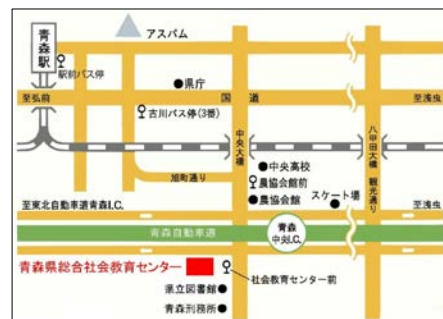 アスパム
青森駅
駅前バス停
県庁
至弘前
国道
至浅虫
古川バス停(3番)
中央大橋
八甲田大橋
観光通り
中央高校
旭町通り
農協会館前
農協会館
スケート場
至東北自動車道青森I.C.
至浅虫
青森自動車道
青森
中央I.C.
青森県総合社会教育センター
社会教育センター前
県立図書館
青森刑務所